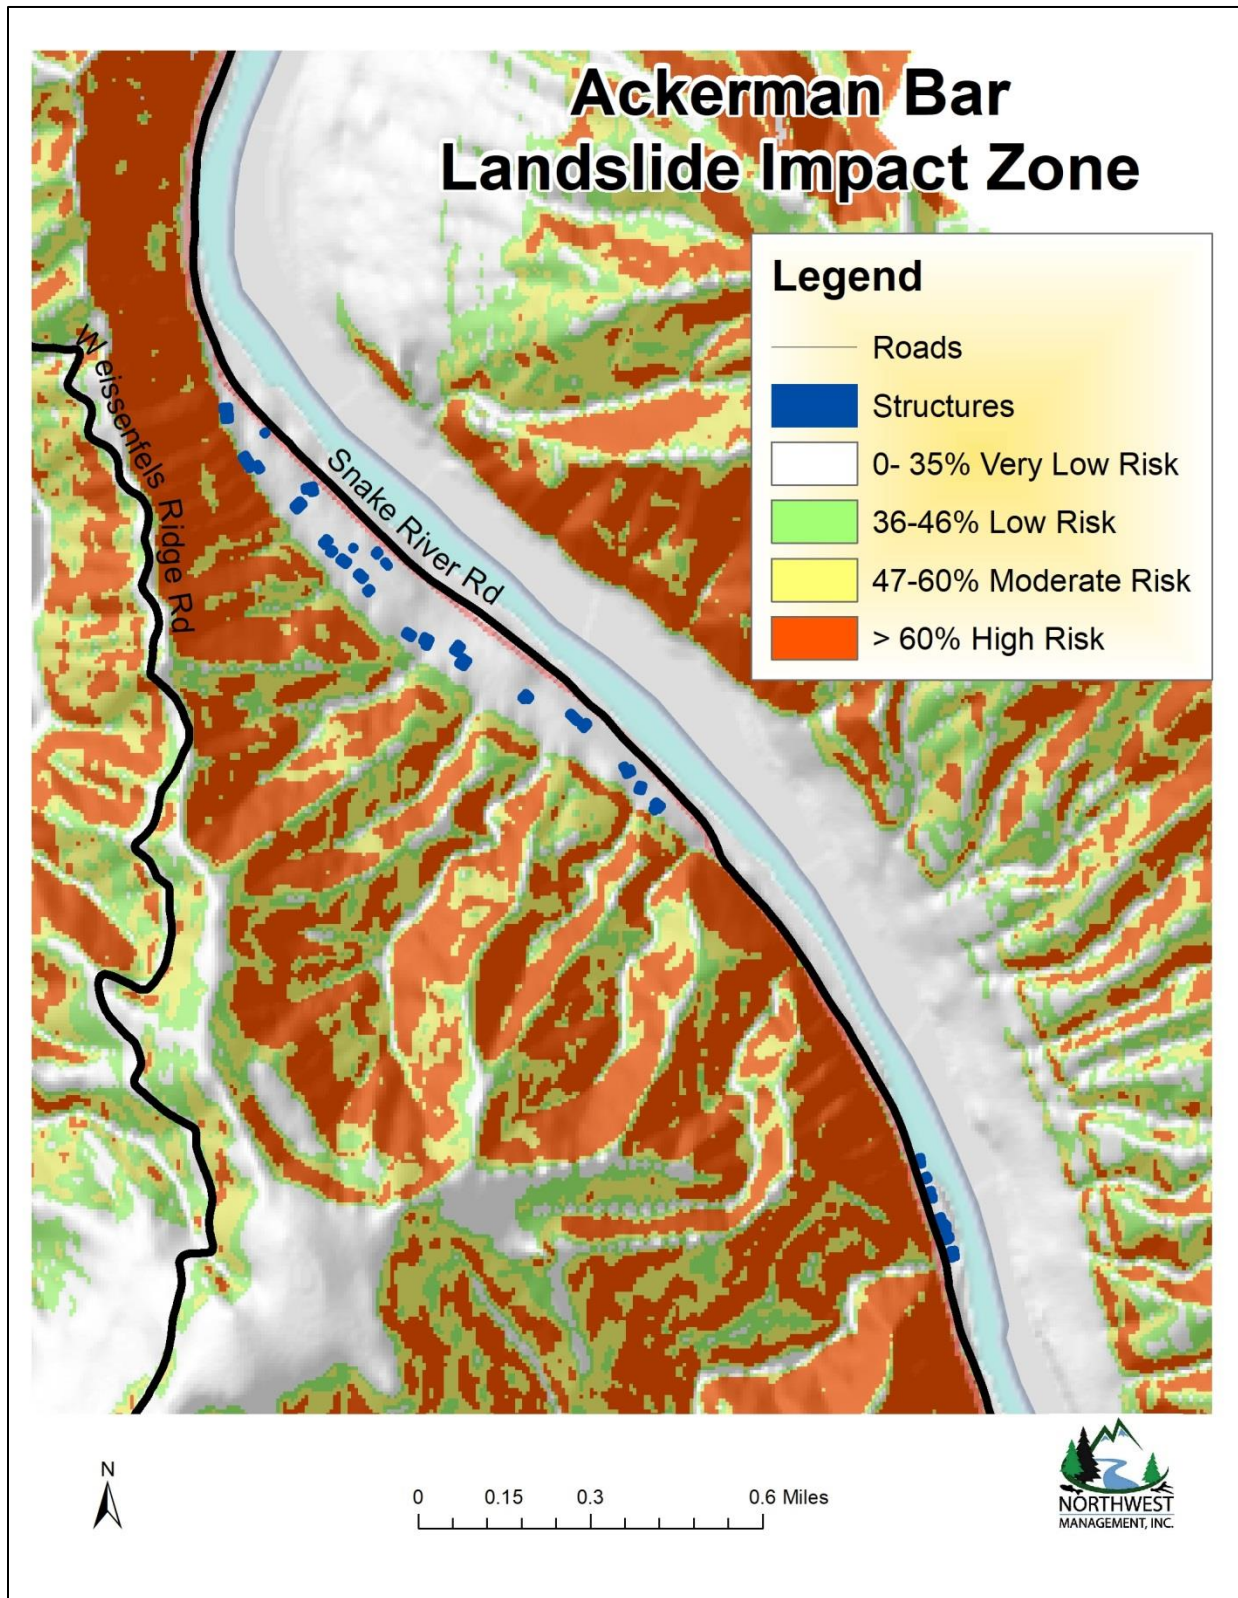 Ackerman Bar
Landslide Impact Zone
Legend
Roads
Structures
0- 35% Very Low Risk
36-46% Low Risk
47-60% Moderate Risk
> 60% High Risk
Weissenfels Ridge Rd
Snake River Rd
N
0 0.15 0.3 0.6 Miles
NORTHWEST
MANAGEMENT, INC.